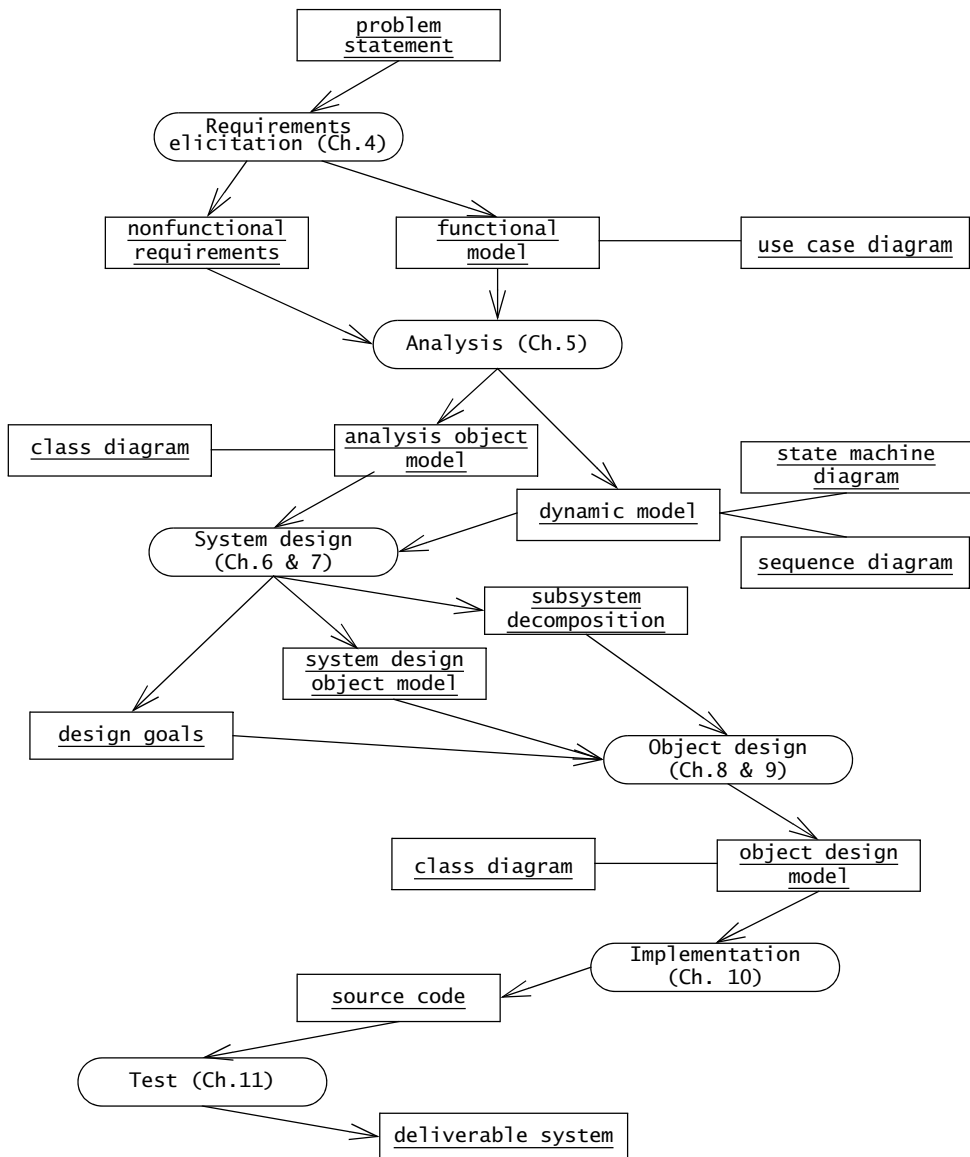 problem
statement
Requirements
elicitation (Ch.4)
nonfunctional
requirements
functional
model
use case diagram
Analysis (Ch.5)
class diagram
analysis object
model
state machine
diagram
dynamic model
System design
(Ch.6 & 7)
sequence diagram
subsystem
decomposition
system design
object model
design goals
Object design
(Ch.8 & 9)
class diagram
object design
model
Implementation
(Ch. 10)
source code
Test (Ch.11)
deliverable system